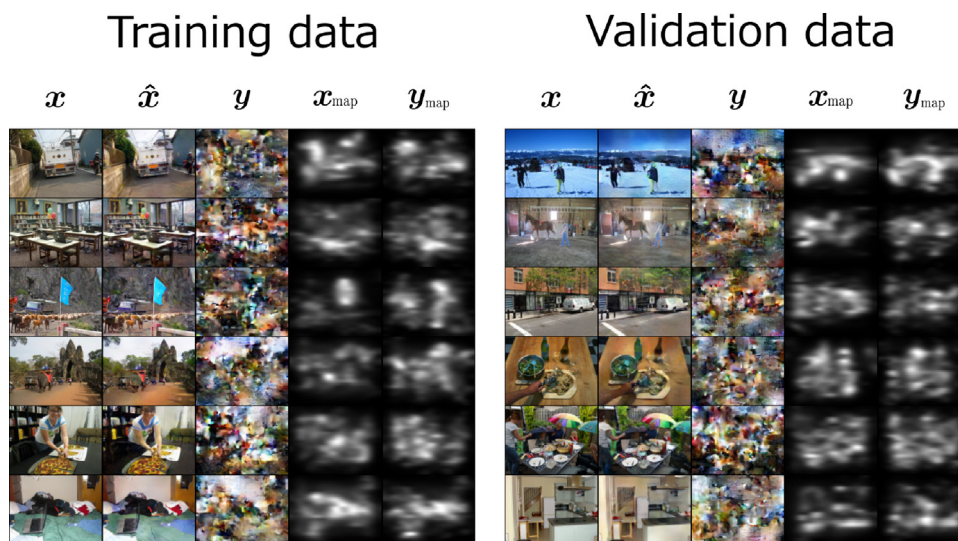 Training data
Validation data
x x̂ y x_map y_map
x x̂ y x_map y_map